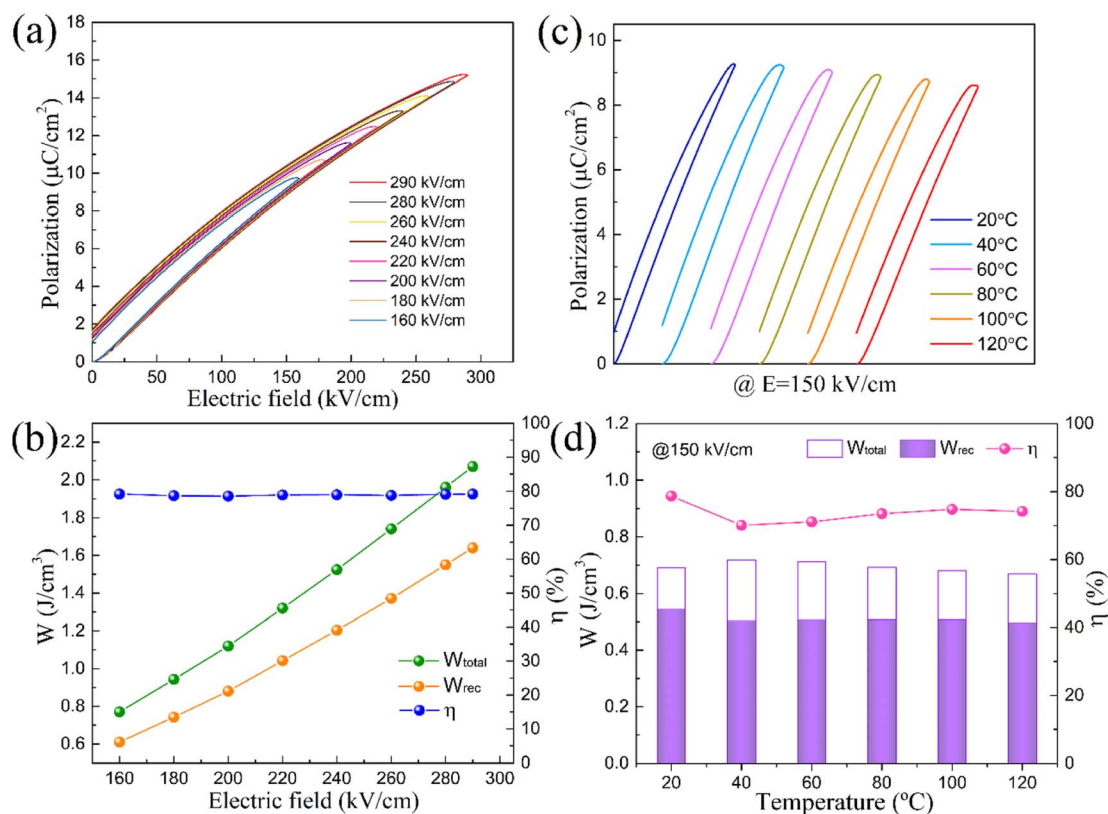 (a)
18
16
14
12
10
8
6
4
2
0
Polarization (μC/cm²)
290 kV/cm
280 kV/cm
260 kV/cm
240 kV/cm
220 kV/cm
200 kV/cm
180 kV/cm
160 kV/cm
0 50 100 150 200 250 300
Electric field (kV/cm)
(c)
10
8
6
4
2
0
Polarization (μC/cm²)
20°C
40°C
60°C
80°C
100°C
120°C
@ E=150 kV/cm
(b)
2.2
2.0
1.8
1.6
1.4
1.2
1.0
0.8
0.6
W (J/cm³)
100
90
80
70
60
50
40
30
20
10
0
η (%)
Wtotal
Wrec
η
160 180 200 220 240 260 280 300
Electric field (kV/cm)
(d)
@150 kV/cm
Wtotal Wrec η
1.2
1.0
0.8
0.6
0.4
0.2
0.0
W (J/cm³)
100
80
60
40
20
0
η (%)
20 40 60 80 100 120
Temperature (ºC)